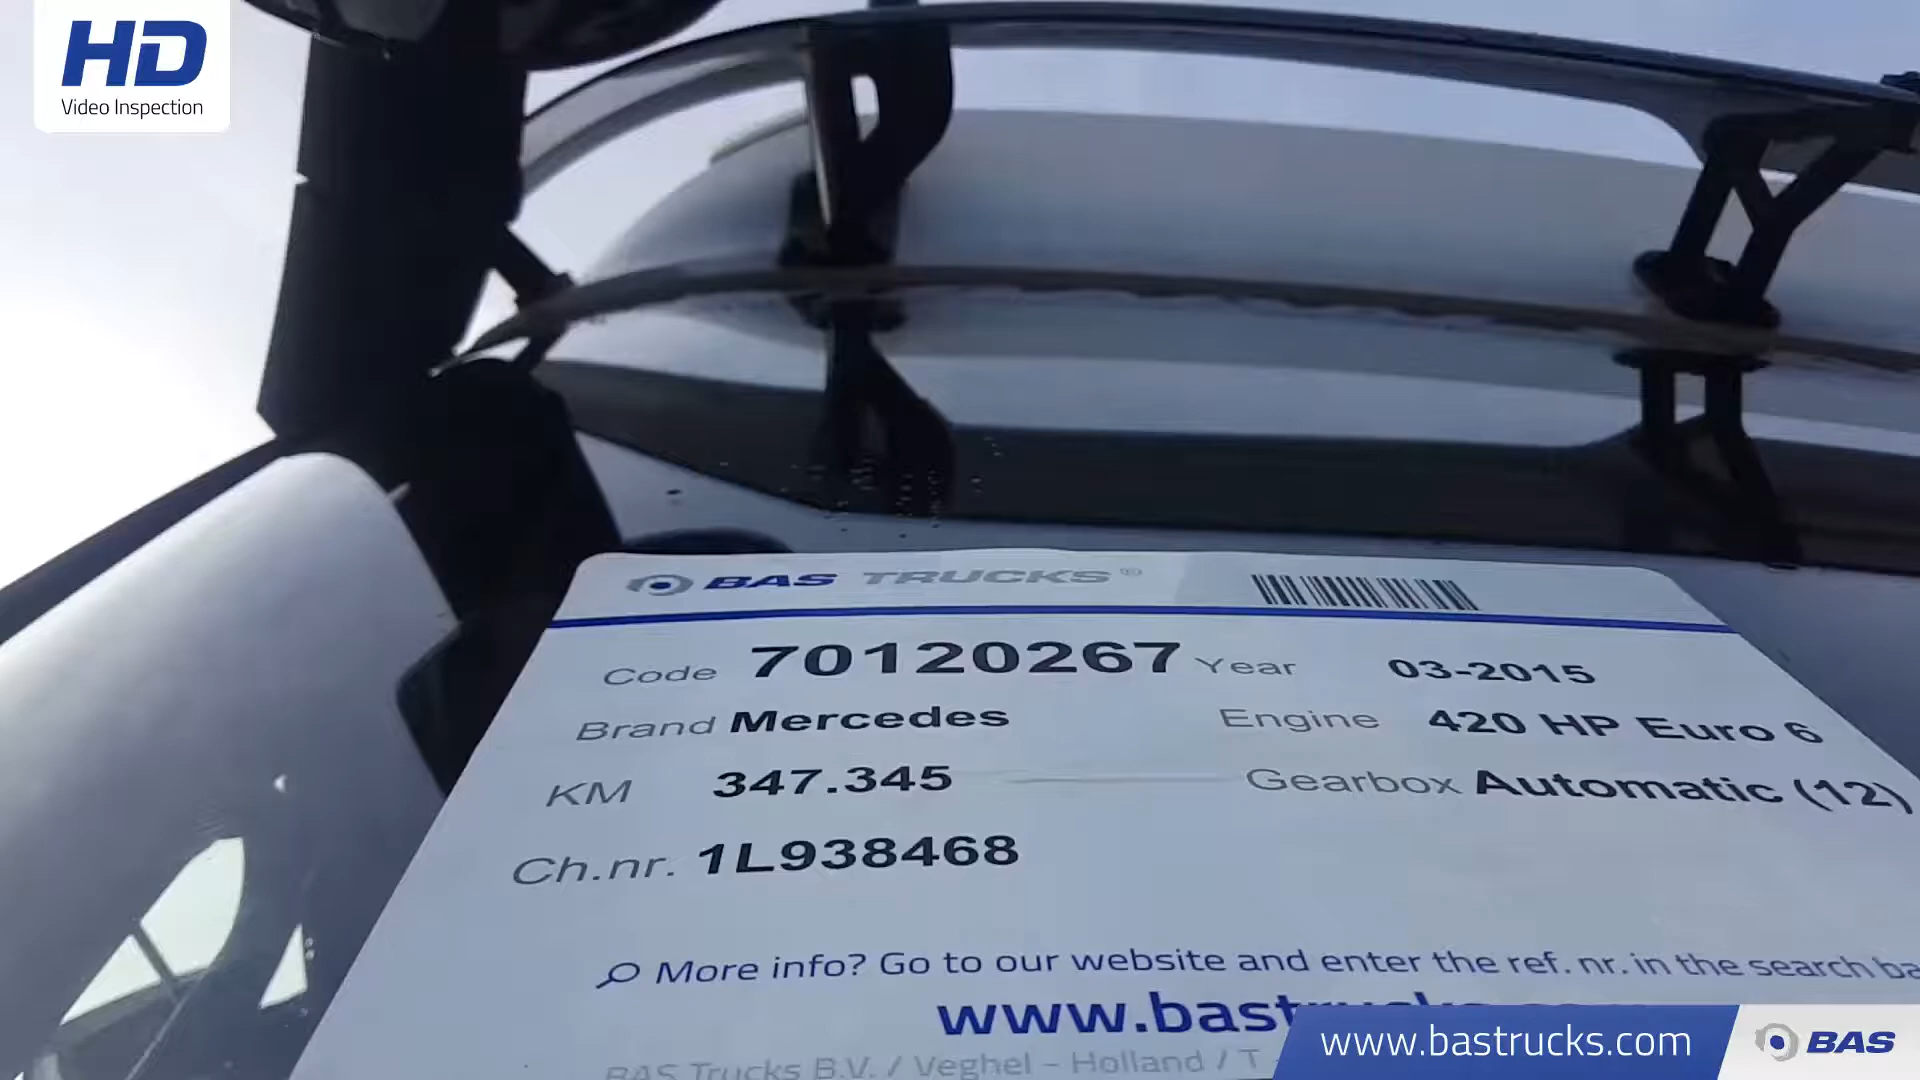 HD
Video Inspection
BAS TRUCKS®
Code 70120267 Year 03-2015
Brand Mercedes Engine 420 HP Euro 6
KM 347.345 Gearbox Automatic (12)
Ch.nr. 1L938468
More info? Go to our website and enter the ref. nr. in the search
www.bastrucks
BAS Trucks B.V. / Veghel - Holland / T
www.bastrucks.com
BAS